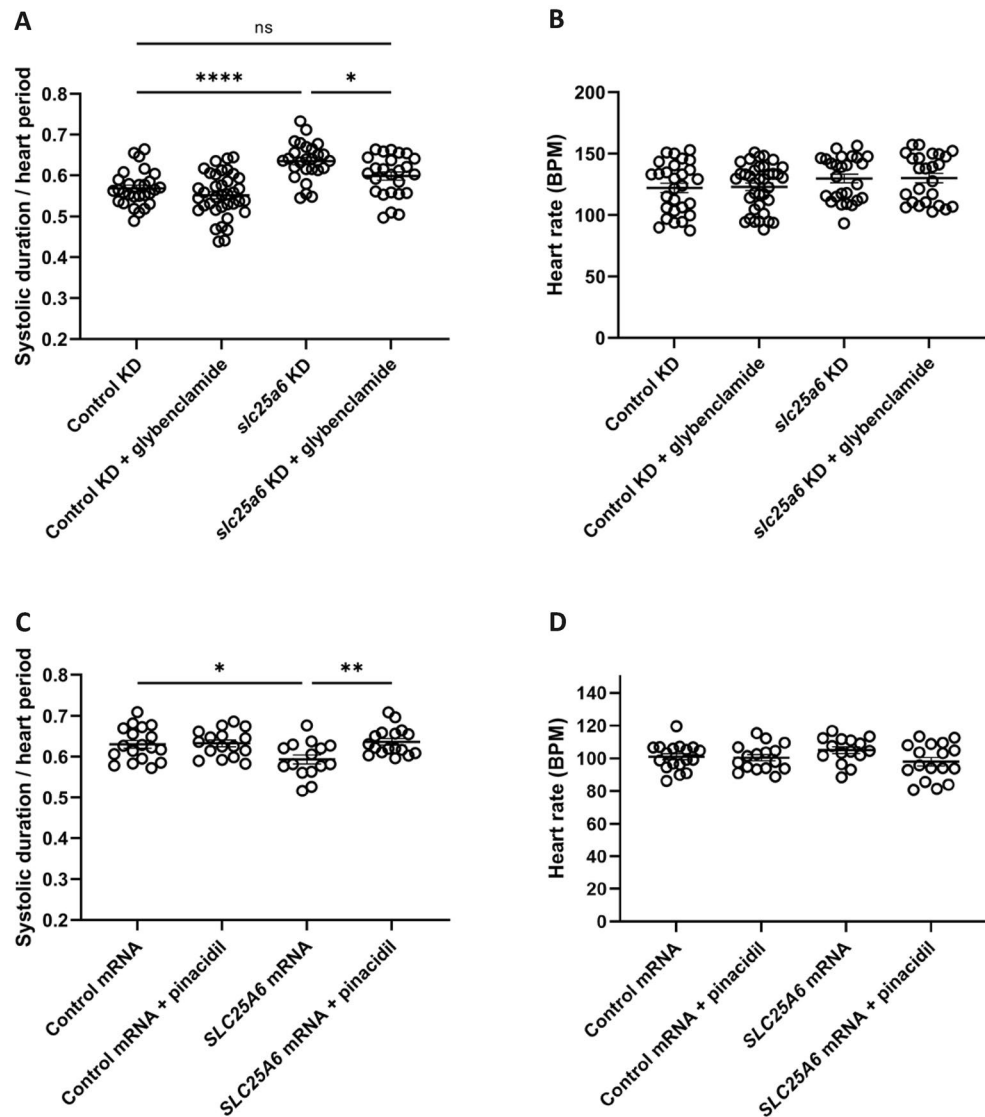 A
ns
****
*
0.8
0.7
0.6
0.5
0.4
0.3
0.2
Systolic duration / heart period
Control KD
Control KD + glybenclamide
slc25a6 KD
slc25a6 KD + glybenclamide
B
200
150
100
50
0
Heart rate (BPM)
Control KD
Control KD + glybenclamide
slc25a6 KD
slc25a6 KD + glybenclamide
C
*
**
0.8
0.7
0.6
0.5
0.4
0.3
0.2
Systolic duration / heart period
Control mRNA
Control mRNA + pinacidil
SLC25A6 mRNA
SLC25A6 mRNA + pinacidil
D
140
120
100
80
60
40
20
0
Heart rate (BPM)
Control mRNA
Control mRNA + pinacidil
SLC25A6 mRNA
SLC25A6 mRNA + pinacidil